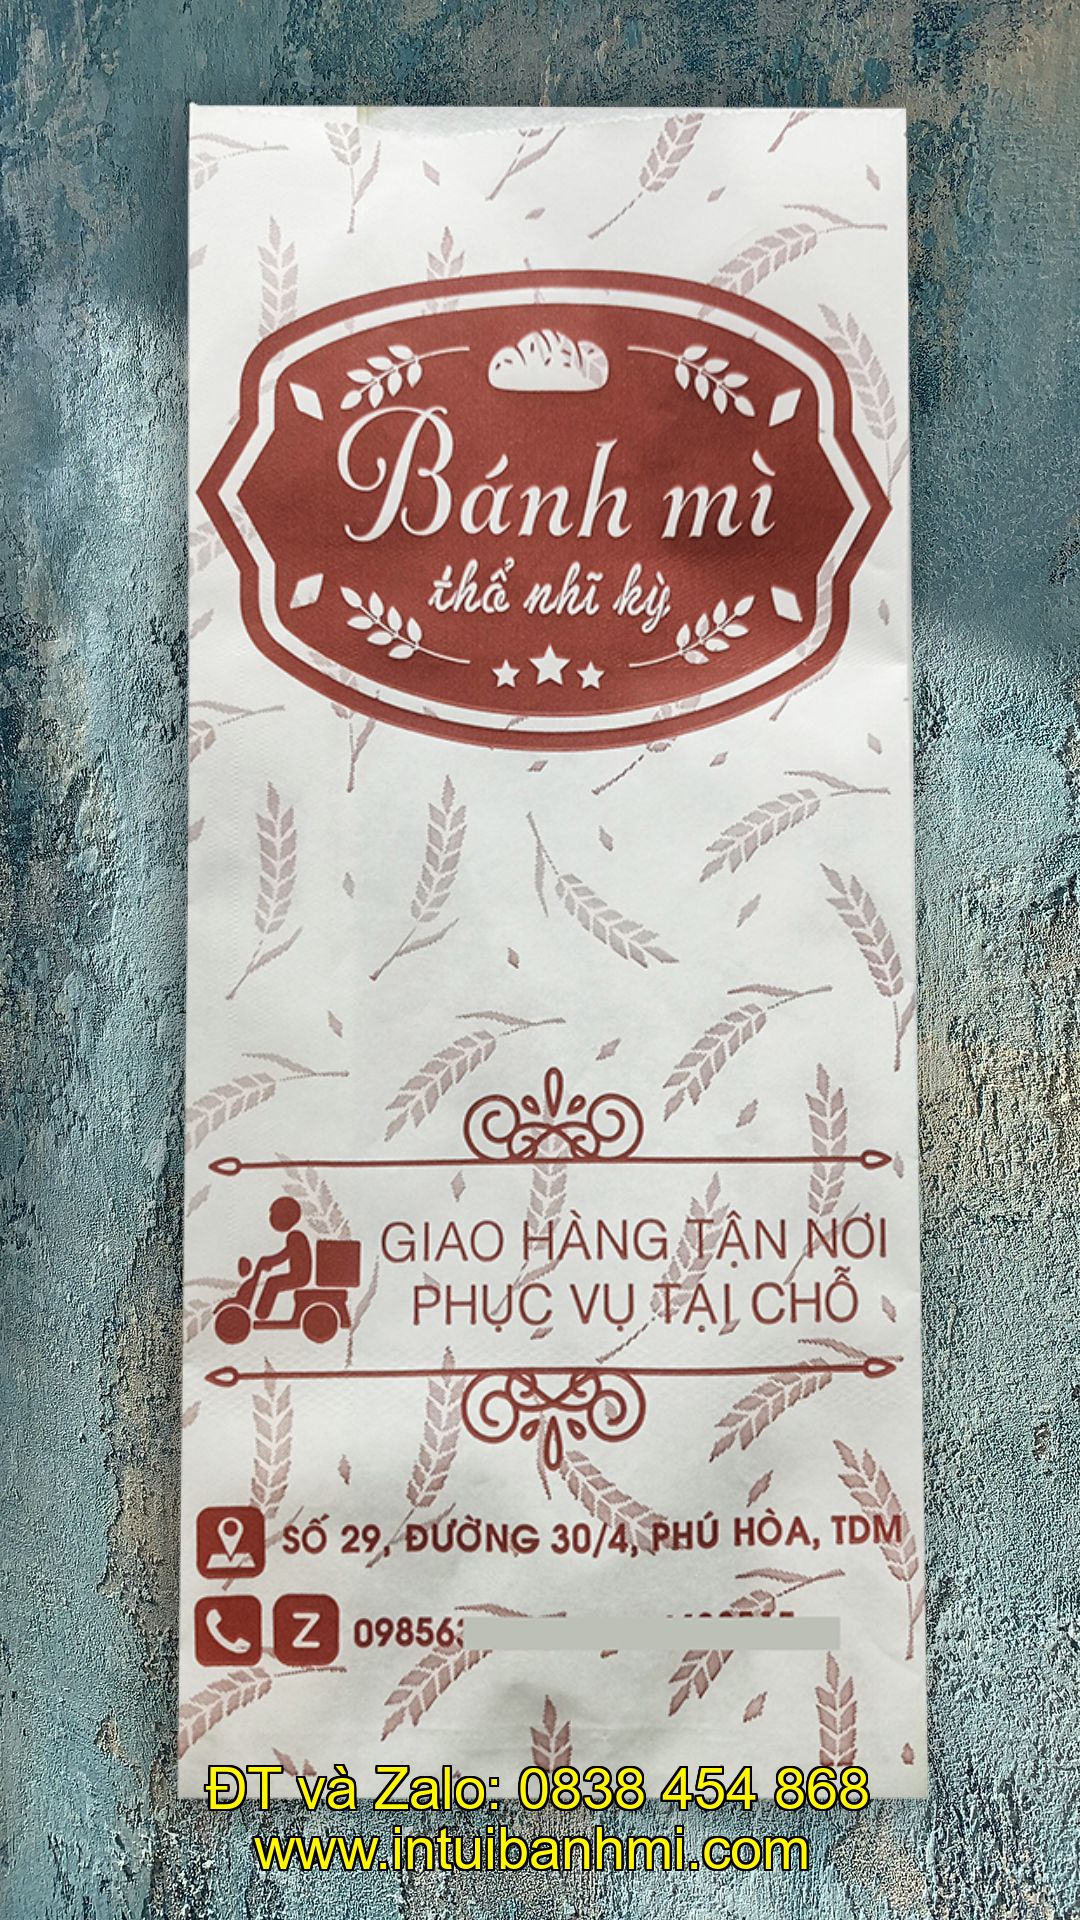 Bánh mì
thổ nhĩ kỳ
GIAO HÀNG TẬN NƠI
PHỤC VỤ TẠI CHỖ
SỐ 29, ĐƯỜNG 30/4, PHÚ HÒA, TDM
Z
ĐT và Zalo: 0838 454 868
www.intuibanhmi.com